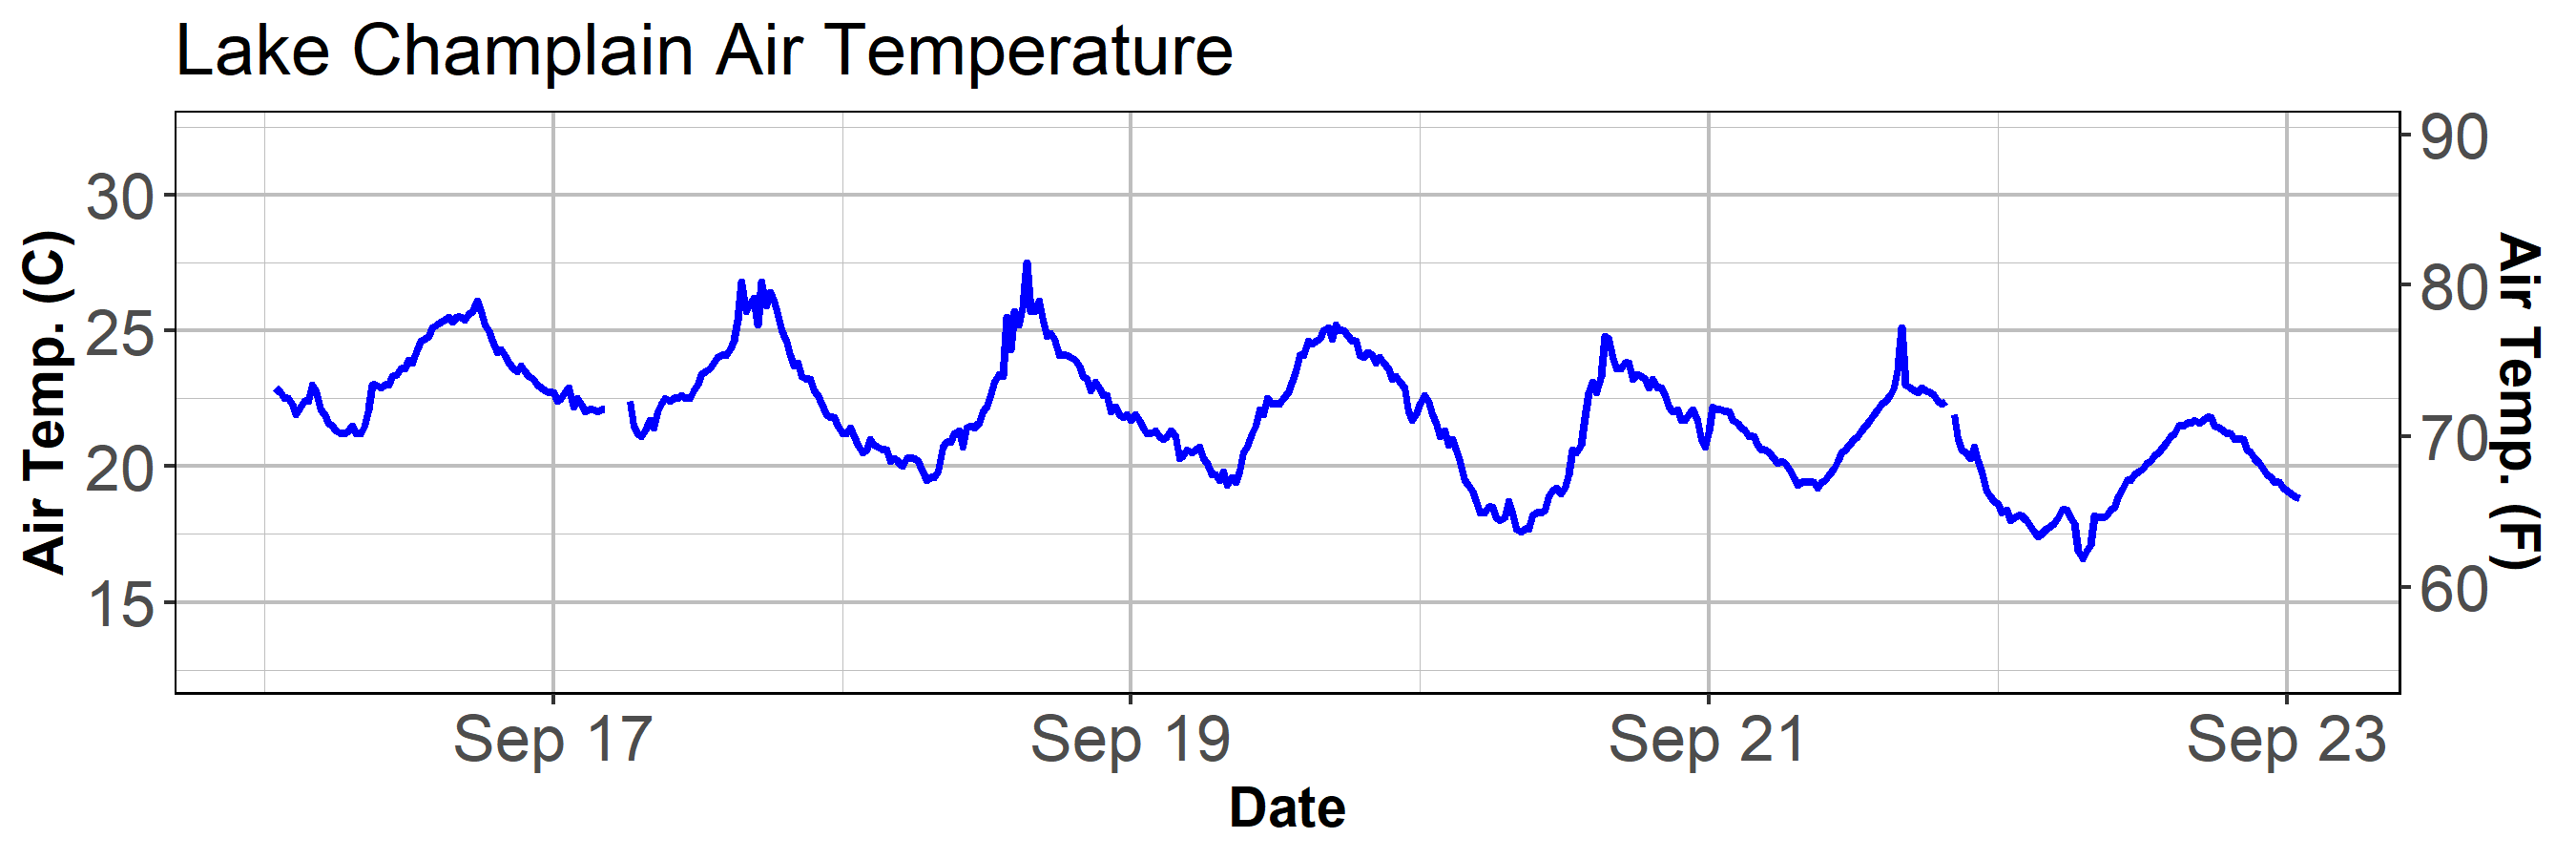 Lake Champlain Air Temperature
Air Temp. (C)
30
25
20
15
90
80
70
60
Air Temp. (F)
Sep 17
Sep 19
Sep 21
Sep 23
Date